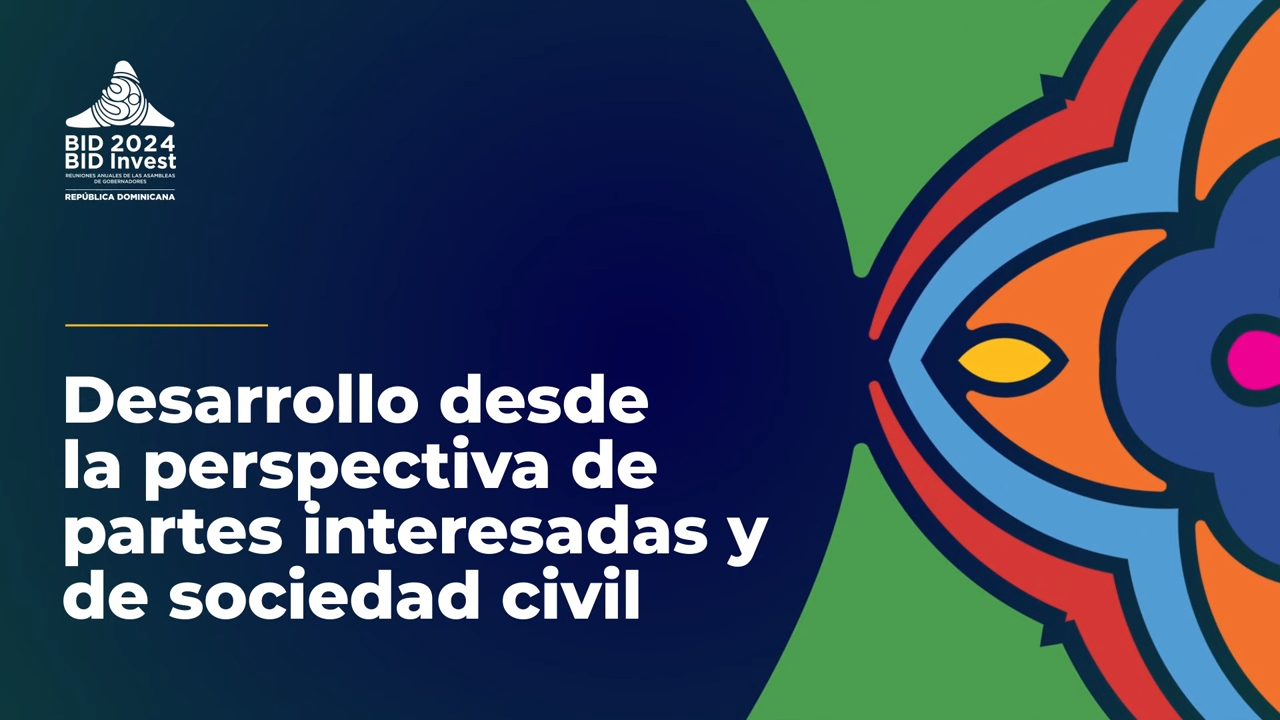 BID 2024
BID Invest
REUNIONES ANUALES DE LAS ASAMBLEAS
DE GOBERNADORES
REPÚBLICA DOMINICANA
Desarrollo desde
la perspectiva de
partes interesadas y
de sociedad civil